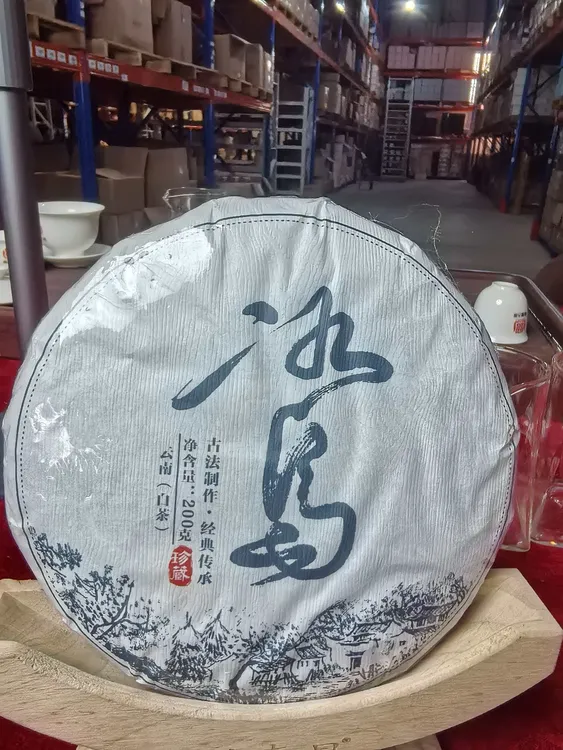 冰島
古法制作·经典传承
净含量：200克
云南（白茶）
珍藏